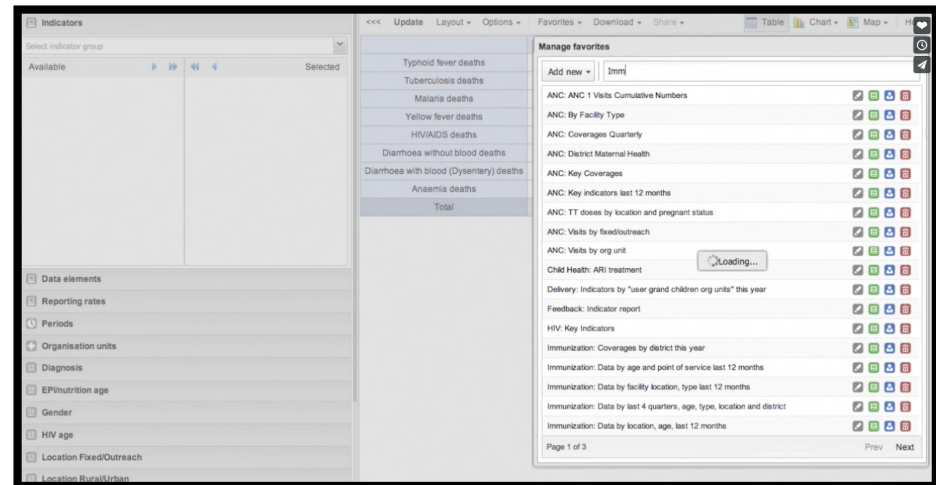 Indicators
<<< Update Layout Options Favorites Download Share Table Chart Map
Select indicator group
Manage favorites
Available Selected
Add new Imm
Typhoid fever deaths
Tuberculosis deaths
Malaria deaths
Yellow fever deaths
HIV/AIDS deaths
Diarrhoea without blood deaths
Diarrhoea with blood (Dysentery) deaths
Anaemia deaths
Total
ANC: ANC 1 Visits Cumulative Numbers
ANC: By Facility Type
ANC: Coverages Quarterly
ANC: District Maternal Health
ANC: Key Coverages
ANC: Key indicators last 12 months
ANC: TT doses by location and pregnant status
ANC: Visits by fixed/outreach
ANC: Visits by org unit
Loading...
Child Health: ARI treatment
Delivery: Indicators by "user grand children org units" this year
Feedback: Indicator report
HIV: Key Indicators
Immunization: Coverages by district this year
Immunization: Data by age and point of service last 12 months
Immunization: Data by facility location, type last 12 months
Immunization: Data by last 4 quarters, age, type, location and district
Immunization: Data by location, age, last 12 months
Page 1 of 3 Prev Next
Data elements
Reporting rates
Periods
Organisation units
Diagnosis
EPI/nutrition age
Gender
HIV age
Location Fixed/Outreach
Location Rural/Urban